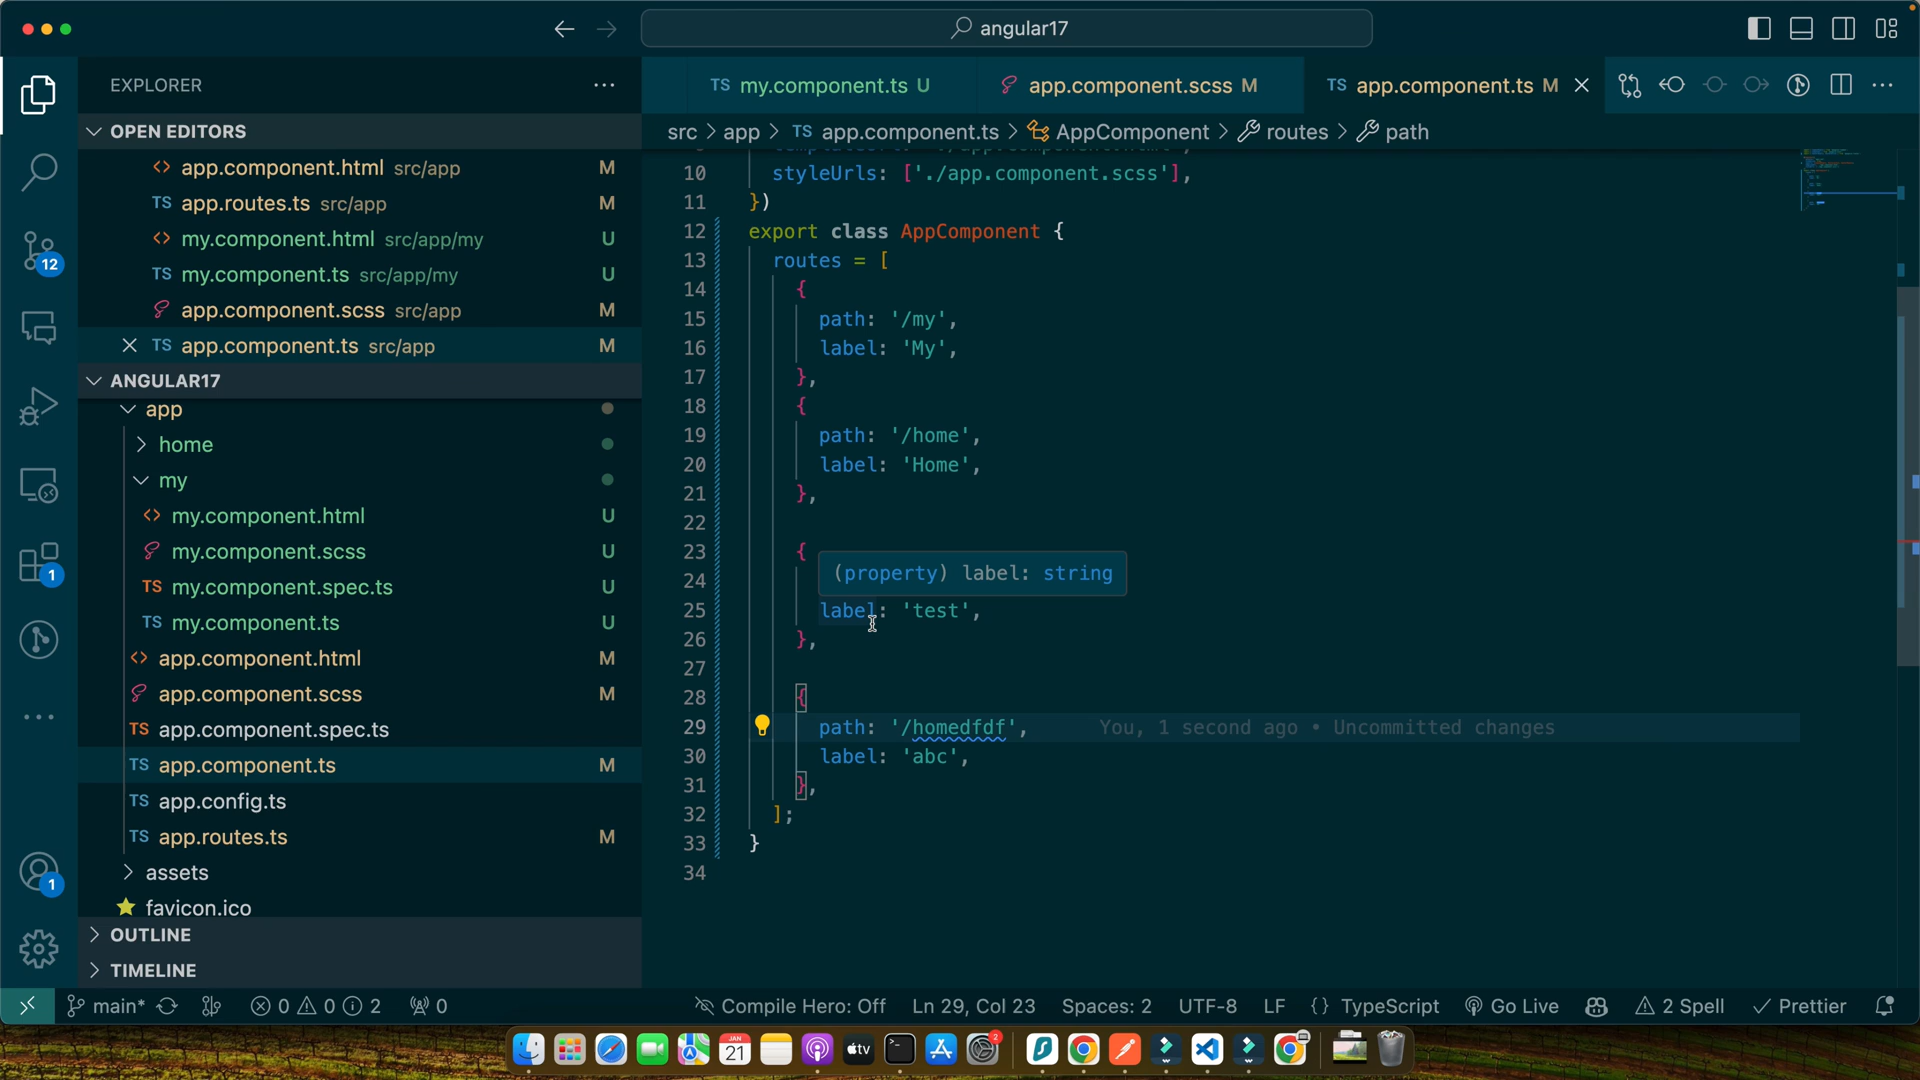 angular17
EXPLORER
OPEN EDITORS
app.component.html src/app M
TS app.routes.ts src/app M
my.component.html src/app/my U
TS my.component.ts src/app/my U
app.component.scss src/app M
TS app.component.ts src/app M
ANGULAR17
app
home
my
my.component.html U
my.component.scss U
TS my.component.spec.ts U
TS my.component.ts U
app.component.html M
app.component.scss M
TS app.component.spec.ts
TS app.component.ts M
TS app.config.ts
TS app.routes.ts M
assets
favicon.ico
OUTLINE
TIMELINE
12
1
1
TS my.component.ts U
app.component.scss M
TS app.component.ts M
src > app > TS app.component.ts > AppComponent > routes > path
10 styleUrls: ['./app.component.scss'],
11 })
12 export class AppComponent {
13 routes = [
14 {
15 path: '/my',
16 label: 'My',
17 },
18 {
19 path: '/home',
20 label: 'Home',
21 },
22
23 {
(property) label: string
24
25 label: 'test',
26 },
27
28 {
29 path: '/homedfdf', You, 1 second ago • Uncommitted changes
30 label: 'abc',
31 },
32 ];
33 }
34
main* 0 0 2 0
Compile Hero: Off Ln 29, Col 23 Spaces: 2 UTF-8 LF {} TypeScript Go Live 2 Spell Prettier
JAN
21
tv
2